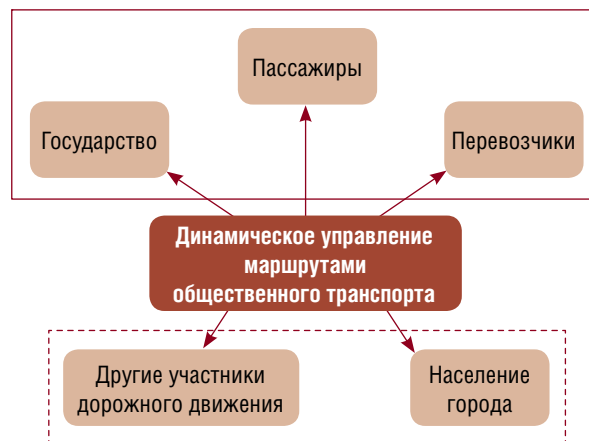 Пассажиры
Государство
Перевозчики
Динамическое управление
маршрутами
общественного транспорта
Другие участники
дорожного движения
Население
города